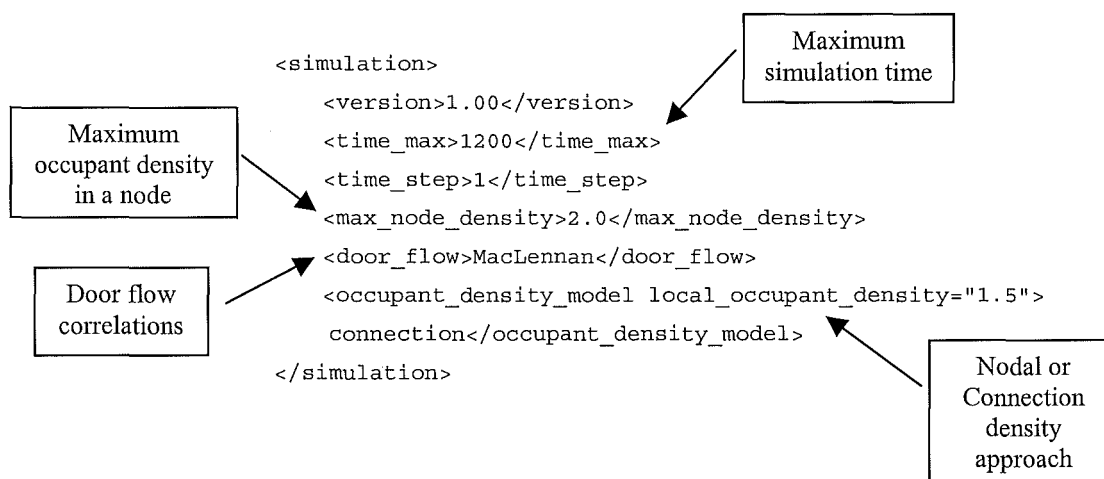 Maximum
simulation time
<simulation>
<version>1.00</version>
<time_max>1200</time_max>
<time_step>1</time_step>
<max_node_density>2.0</max_node_density>
<door_flow>MacLennan</door_flow>
<occupant_density_model local_occupant_density="1.5">
connection</occupant_density_model>
</simulation>
Maximum
occupant density
in a node
Door flow
correlations
Nodal or
Connection
density
approach